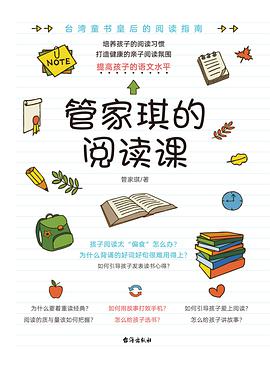 台湾童书皇后的阅读指南
培养孩子的阅读习惯
打造健康的亲子阅读氛围
提高孩子的语文水平
NOTE
管家琪的
阅读课
管家琪/著
孩子阅读太“偏食”怎么办？
为什么背诵的好词好句很难用得上？
如何引导孩子发表读书心得？
为什么要着重读经典？ 如何用故事打败手机？ 如何引导孩子爱上阅读？
阅读的质与量该如何把握？ 怎么给孩子选书？ 怎么给孩子讲故事？
台海出版社